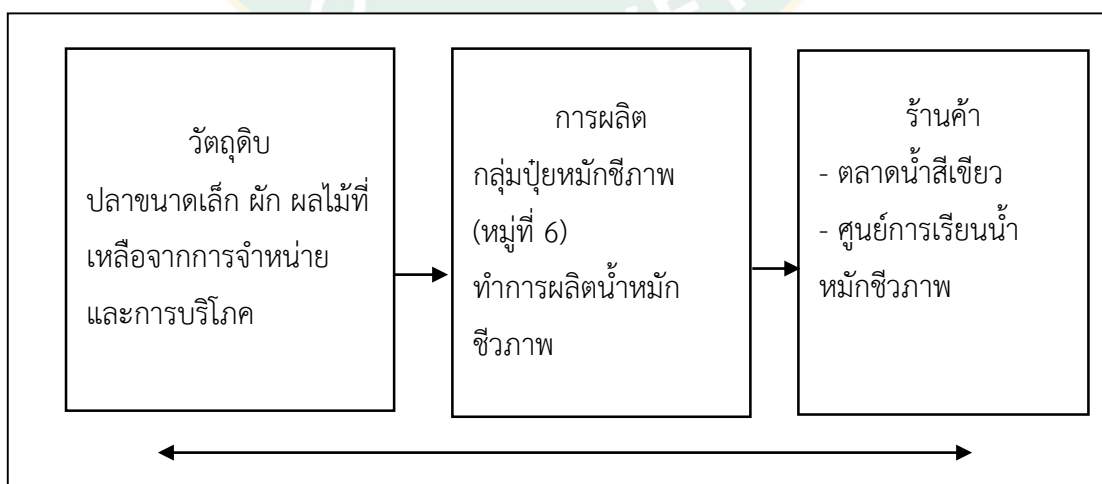 วัตถุดิบ
ปลาขนาดเล็ก ผัก ผลไม้ที่
เหลือจากการจำหน่าย
และการบริโภค
การผลิต
กลุ่มปุ๋ยหมักชีภาพ
(หมู่ที่ 6)
ทำการผลิตน้ำหมัก
ชีวภาพ
ร้านค้า
- ตลาดน้ำสีเขียว
- ศูนย์การเรียนน้ำ
หมักชีวภาพ